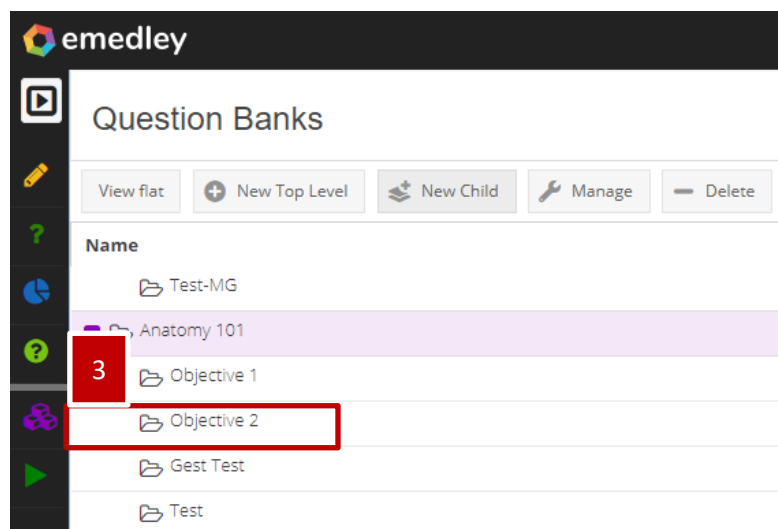 emedley
Question Banks
View flat New Top Level New Child Manage Delete
Name
Test-MG
Anatomy 101
3
Objective 1
Objective 2
Gest Test
Test